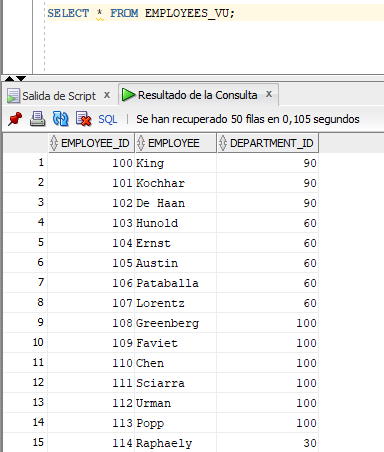 SELECT * FROM EMPLOYEES_VU;
Salida de Script x Resultado de la Consulta x
SQL | Se han recuperado 50 filas en 0,105 segundos
EMPLOYEE_ID EMPLOYEE DEPARTMENT_ID
1 100 King 90
2 101 Kochhar 90
3 102 De Haan 90
4 103 Hunold 60
5 104 Ernst 60
6 105 Austin 60
7 106 Pataballa 60
8 107 Lorentz 60
9 108 Greenberg 100
10 109 Faviet 100
11 110 Chen 100
12 111 Sciarra 100
13 112 Urman 100
14 113 Popp 100
15 114 Raphaely 30